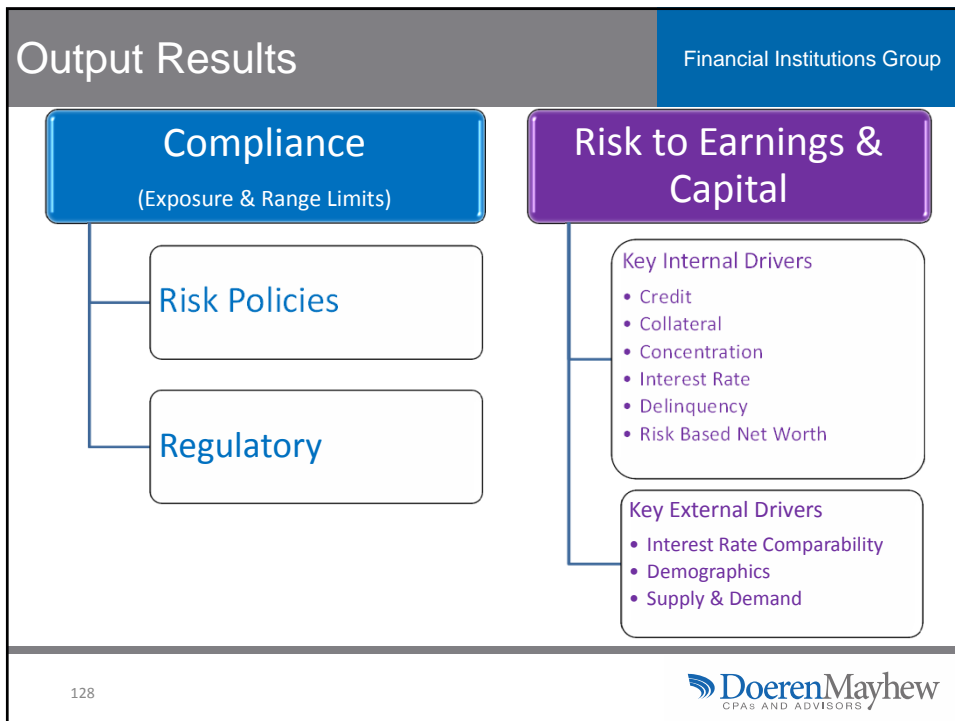 Output Results
Financial Institutions Group
Compliance
(Exposure & Range Limits)
Risk Policies
Regulatory
Risk to Earnings &
Capital
Key Internal Drivers
• Credit
• Collateral
• Concentration
• Interest Rate
• Delinquency
• Risk Based Net Worth
Key External Drivers
• Interest Rate Comparability
• Demographics
• Supply & Demand
128
DoerenMayhew
CPAs AND ADVISORS